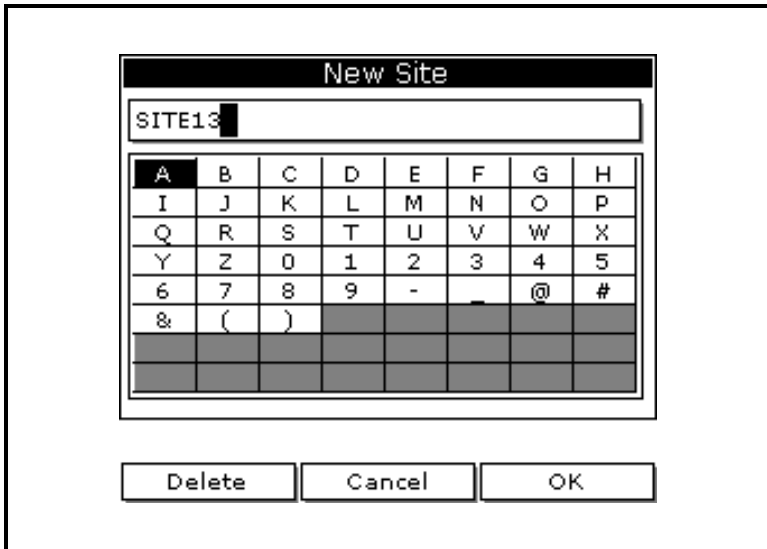 New Site
SITE13
A B C D E F G H
I J K L M N O P
Q R S T U V W X
Y Z 0 1 2 3 4 5
6 7 8 9 - _ @ #
& ( )
Delete Cancel OK